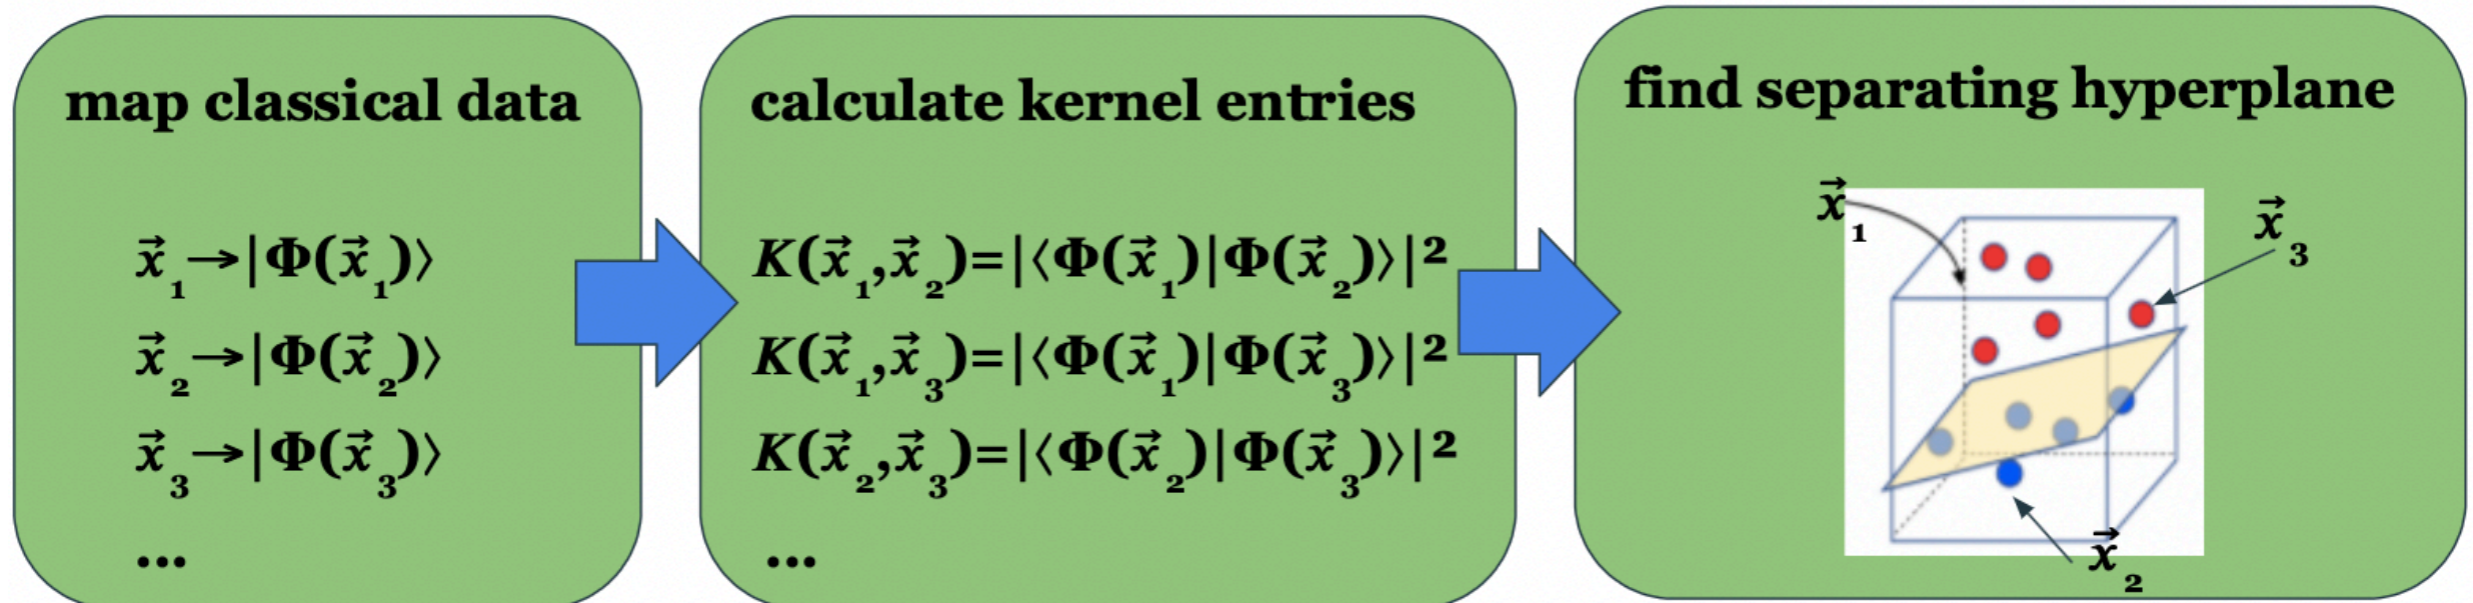 map classical data
x⃗₁→|Φ(x⃗₁)⟩
x⃗₂→|Φ(x⃗₂)⟩
x⃗₃→|Φ(x⃗₃)⟩
...
calculate kernel entries
K(x⃗₁,x⃗₂)=|⟨Φ(x⃗₁)|Φ(x⃗₂)⟩|²
K(x⃗₁,x⃗₃)=|⟨Φ(x⃗₁)|Φ(x⃗₃)⟩|²
K(x⃗₂,x⃗₃)=|⟨Φ(x⃗₂)|Φ(x⃗₃)⟩|²
...
find separating hyperplane
x⃗₁
x⃗₃
x⃗₂